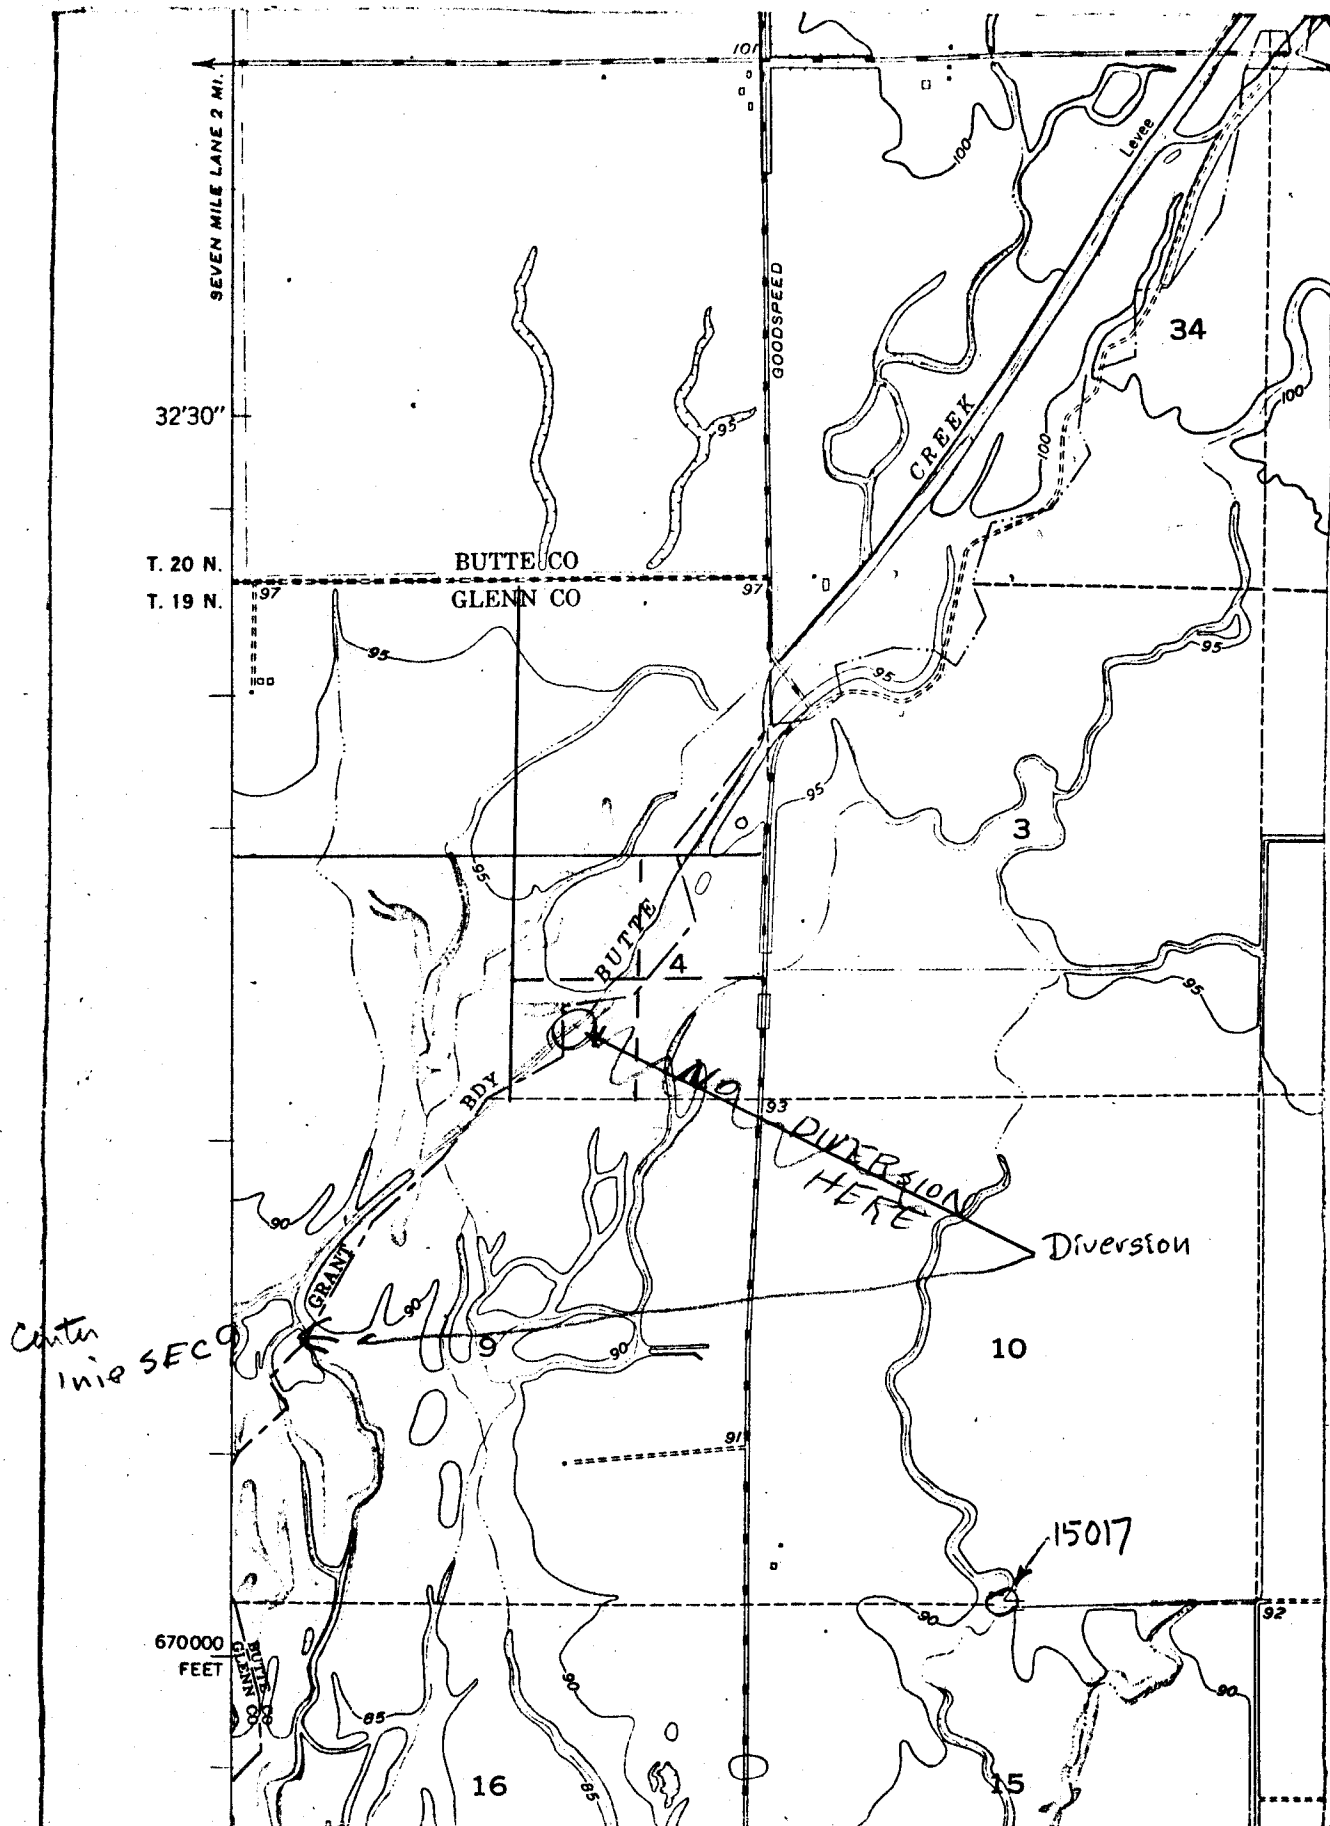 101
SEVEN MILE LANE 2 MI.
Levee
100
34
GOODSPEED
32'30"
95
100
CREEK
100
T. 20 N.
BUTTE CO
T. 19 N.
97
GLENN CO
97
95
95
95
95
3
95
BUTTE
4
95
BDY
NO
93
DIVERSION
HERE
90
Diversion
GRANT
90
Center
SEC 9
9
90
10
91
15017
90
92
670000
FEET
BUTTE CO
GLENN CO
90
90
85
16
85
15